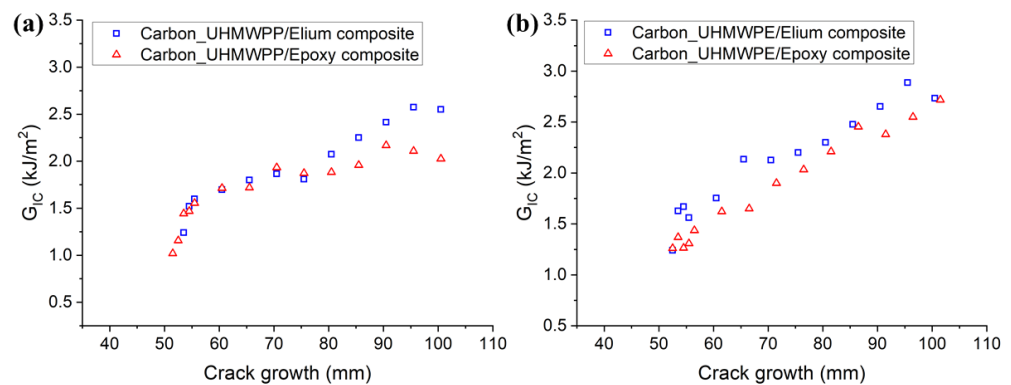 (a)
Carbon_UHMWPP/Elium composite
Carbon_UHMWPP/Epoxy composite
3.5
3.0
2.5
2.0
1.5
1.0
0.5
G_IC (kJ/m²)
40 50 60 70 80 90 100 110
Crack growth (mm)
(b)
Carbon_UHMWPE/Elium composite
Carbon_UHMWPE/Epoxy composite
3.5
3.0
2.5
2.0
1.5
1.0
0.5
G_IC (kJ/m²)
40 50 60 70 80 90 100 110
Crack growth (mm)